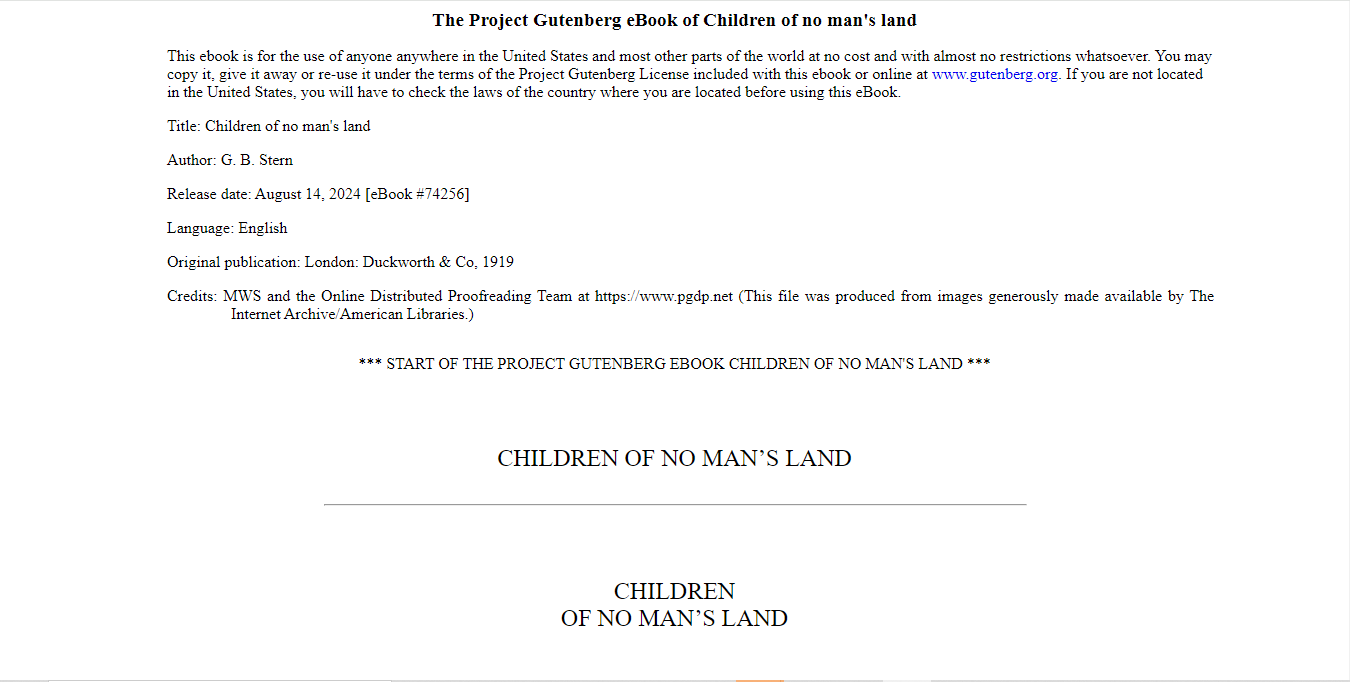 The Project Gutenberg eBook of Children of no man's land
This ebook is for the use of anyone anywhere in the United States and most other parts of the world at no cost and with almost no restrictions whatsoever. You may
copy it, give it away or re-use it under the terms of the Project Gutenberg License included with this ebook or online at www.gutenberg.org. If you are not located
in the United States, you will have to check the laws of the country where you are located before using this eBook.
Title: Children of no man's land
Author: G. B. Stern
Release date: August 14, 2024 [eBook #74256]
Language: English
Original publication: London: Duckworth & Co, 1919
Credits: MWS and the Online Distributed Proofreading Team at https://www.pgdp.net (This file was produced from images generously made available by The
Internet Archive/American Libraries.)
*** START OF THE PROJECT GUTENBERG EBOOK CHILDREN OF NO MAN'S LAND ***
CHILDREN OF NO MAN’S LAND
CHILDREN
OF NO MAN’S LAND